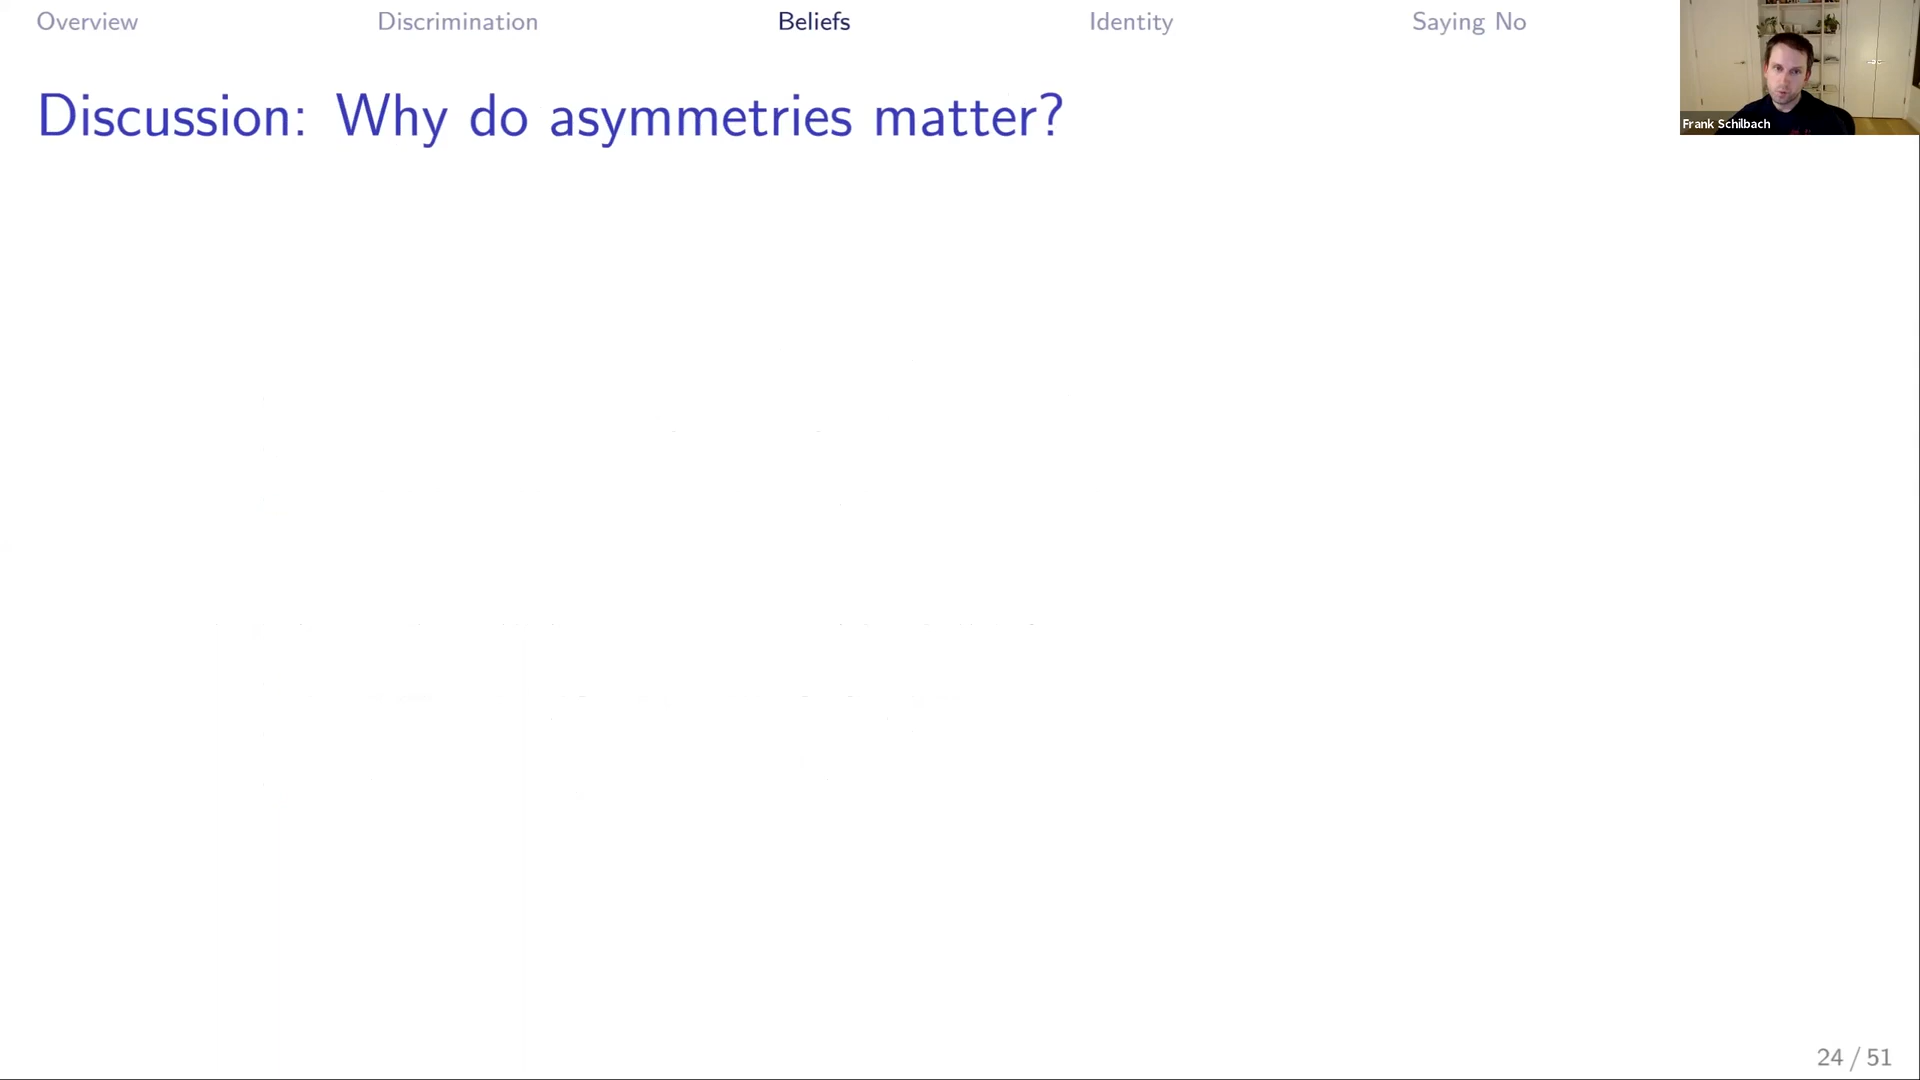 Overview Discrimination Beliefs Identity Saying No
Discussion: Why do asymmetries matter?
Frank Schilbach
24 / 51